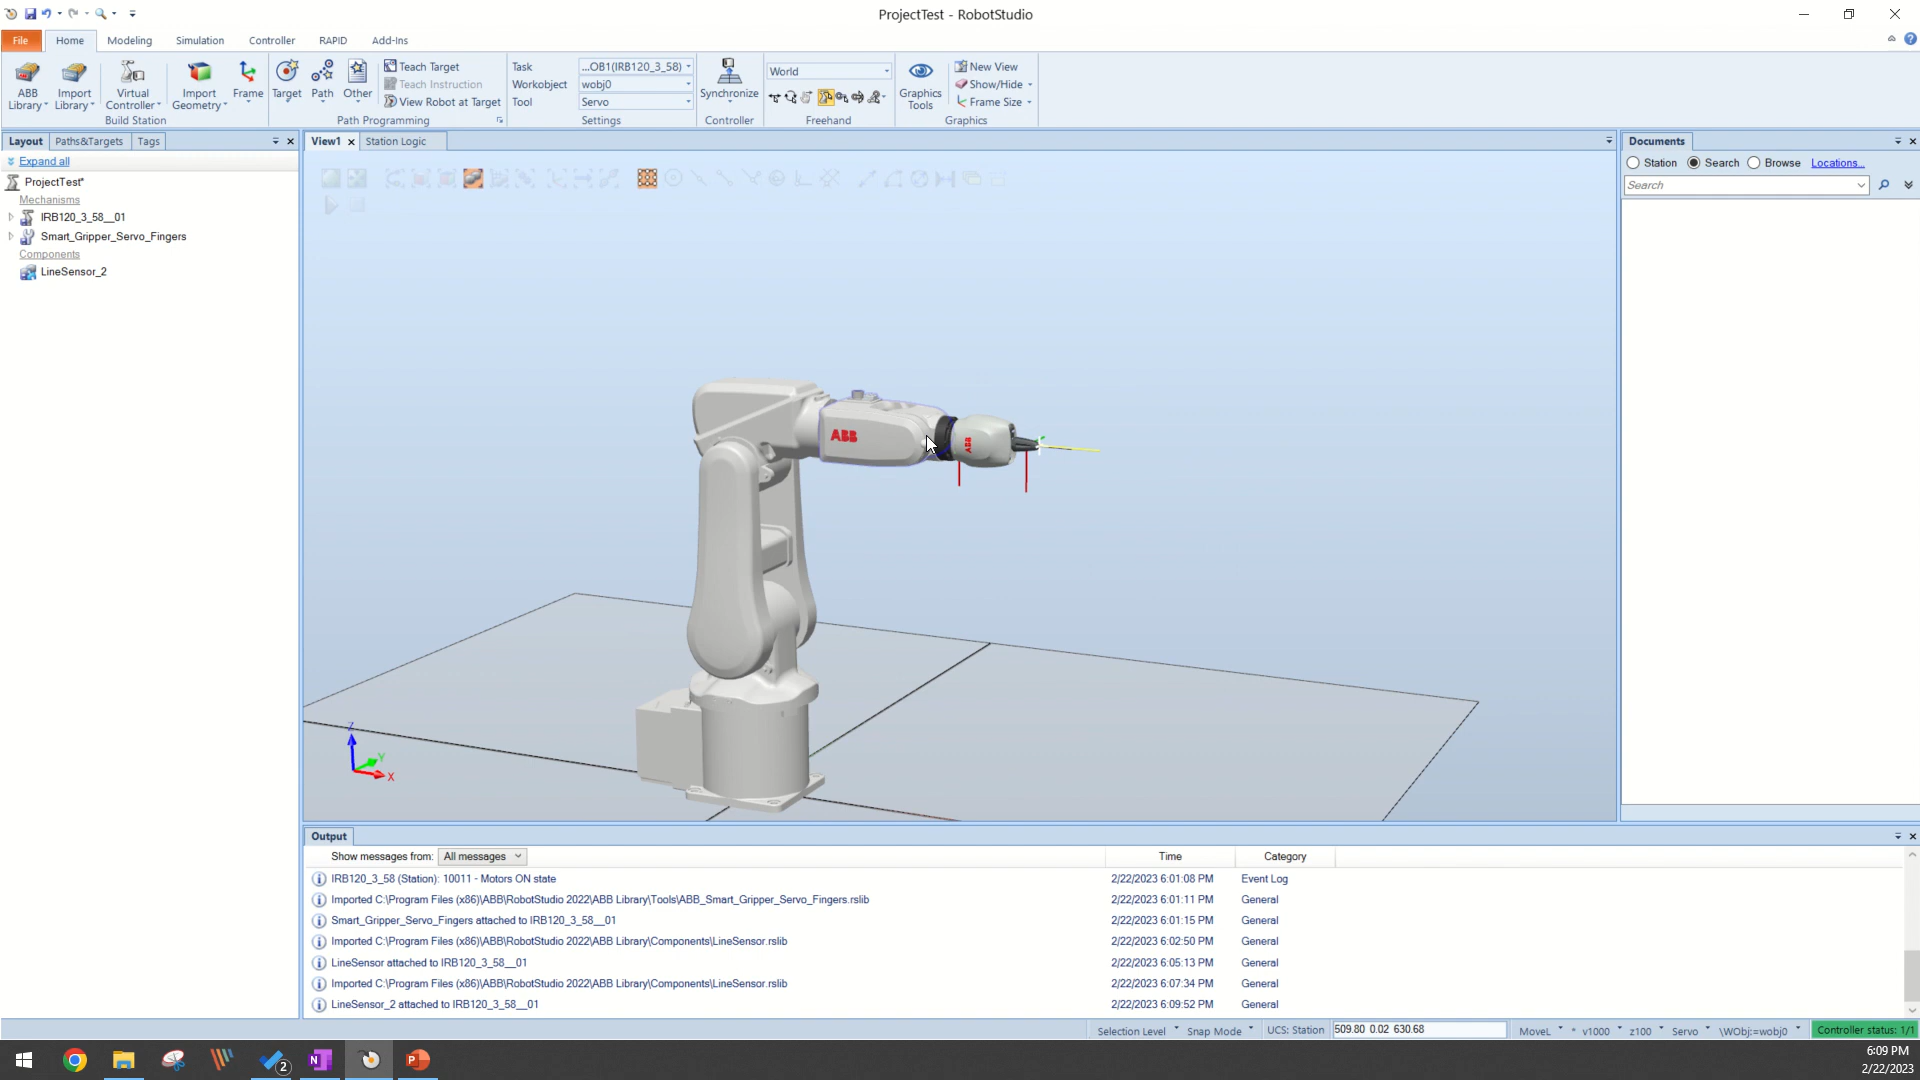 ProjectTest - RobotStudio
File Home Modeling Simulation Controller RAPID Add-Ins
ABB Library
Import Library
Virtual Controller
Import Geometry
Frame
Target
Path
Other
Teach Target
Teach Instruction
View Robot at Target
Task ...OB1(IRB120_3_58)
Workobject wobj0
Tool Servo
Synchronize
World
Graphics Tools
New View
Show/Hide
Frame Size
Build Station Path Programming Settings Controller Freehand Graphics
Layout Paths&Targets Tags
Expand all
ProjectTest*
Mechanisms
IRB120_3_58__01
Smart_Gripper_Servo_Fingers
Components
LineSensor_2
View1 Station Logic
ABB
ABB
Z
Y
X
Documents
Station Search Browse Locations...
Search
Output
Show messages from: All messages Time Category
IRB120_3_58 (Station): 10011 - Motors ON state 2/22/2023 6:01:08 PM Event Log
Imported C:\Program Files (x86)\ABB\RobotStudio 2022\ABB Library\Tools\ABB_Smart_Gripper_Servo_Fingers.rslib 2/22/2023 6:01:11 PM General
Smart_Gripper_Servo_Fingers attached to IRB120_3_58__01 2/22/2023 6:01:15 PM General
Imported C:\Program Files (x86)\ABB\RobotStudio 2022\ABB Library\Components\LineSensor.rslib 2/22/2023 6:02:50 PM General
LineSensor attached to IRB120_3_58__01 2/22/2023 6:05:13 PM General
Imported C:\Program Files (x86)\ABB\RobotStudio 2022\ABB Library\Components\LineSensor.rslib 2/22/2023 6:07:34 PM General
LineSensor_2 attached to IRB120_3_58__01 2/22/2023 6:09:52 PM General
Selection Level Snap Mode UCS: Station 509.80 0.02 630.68 MoveL * v1000 z100 Servo \WObj:=wobj0 Controller status: 1/1
2
6:09 PM
2/22/2023